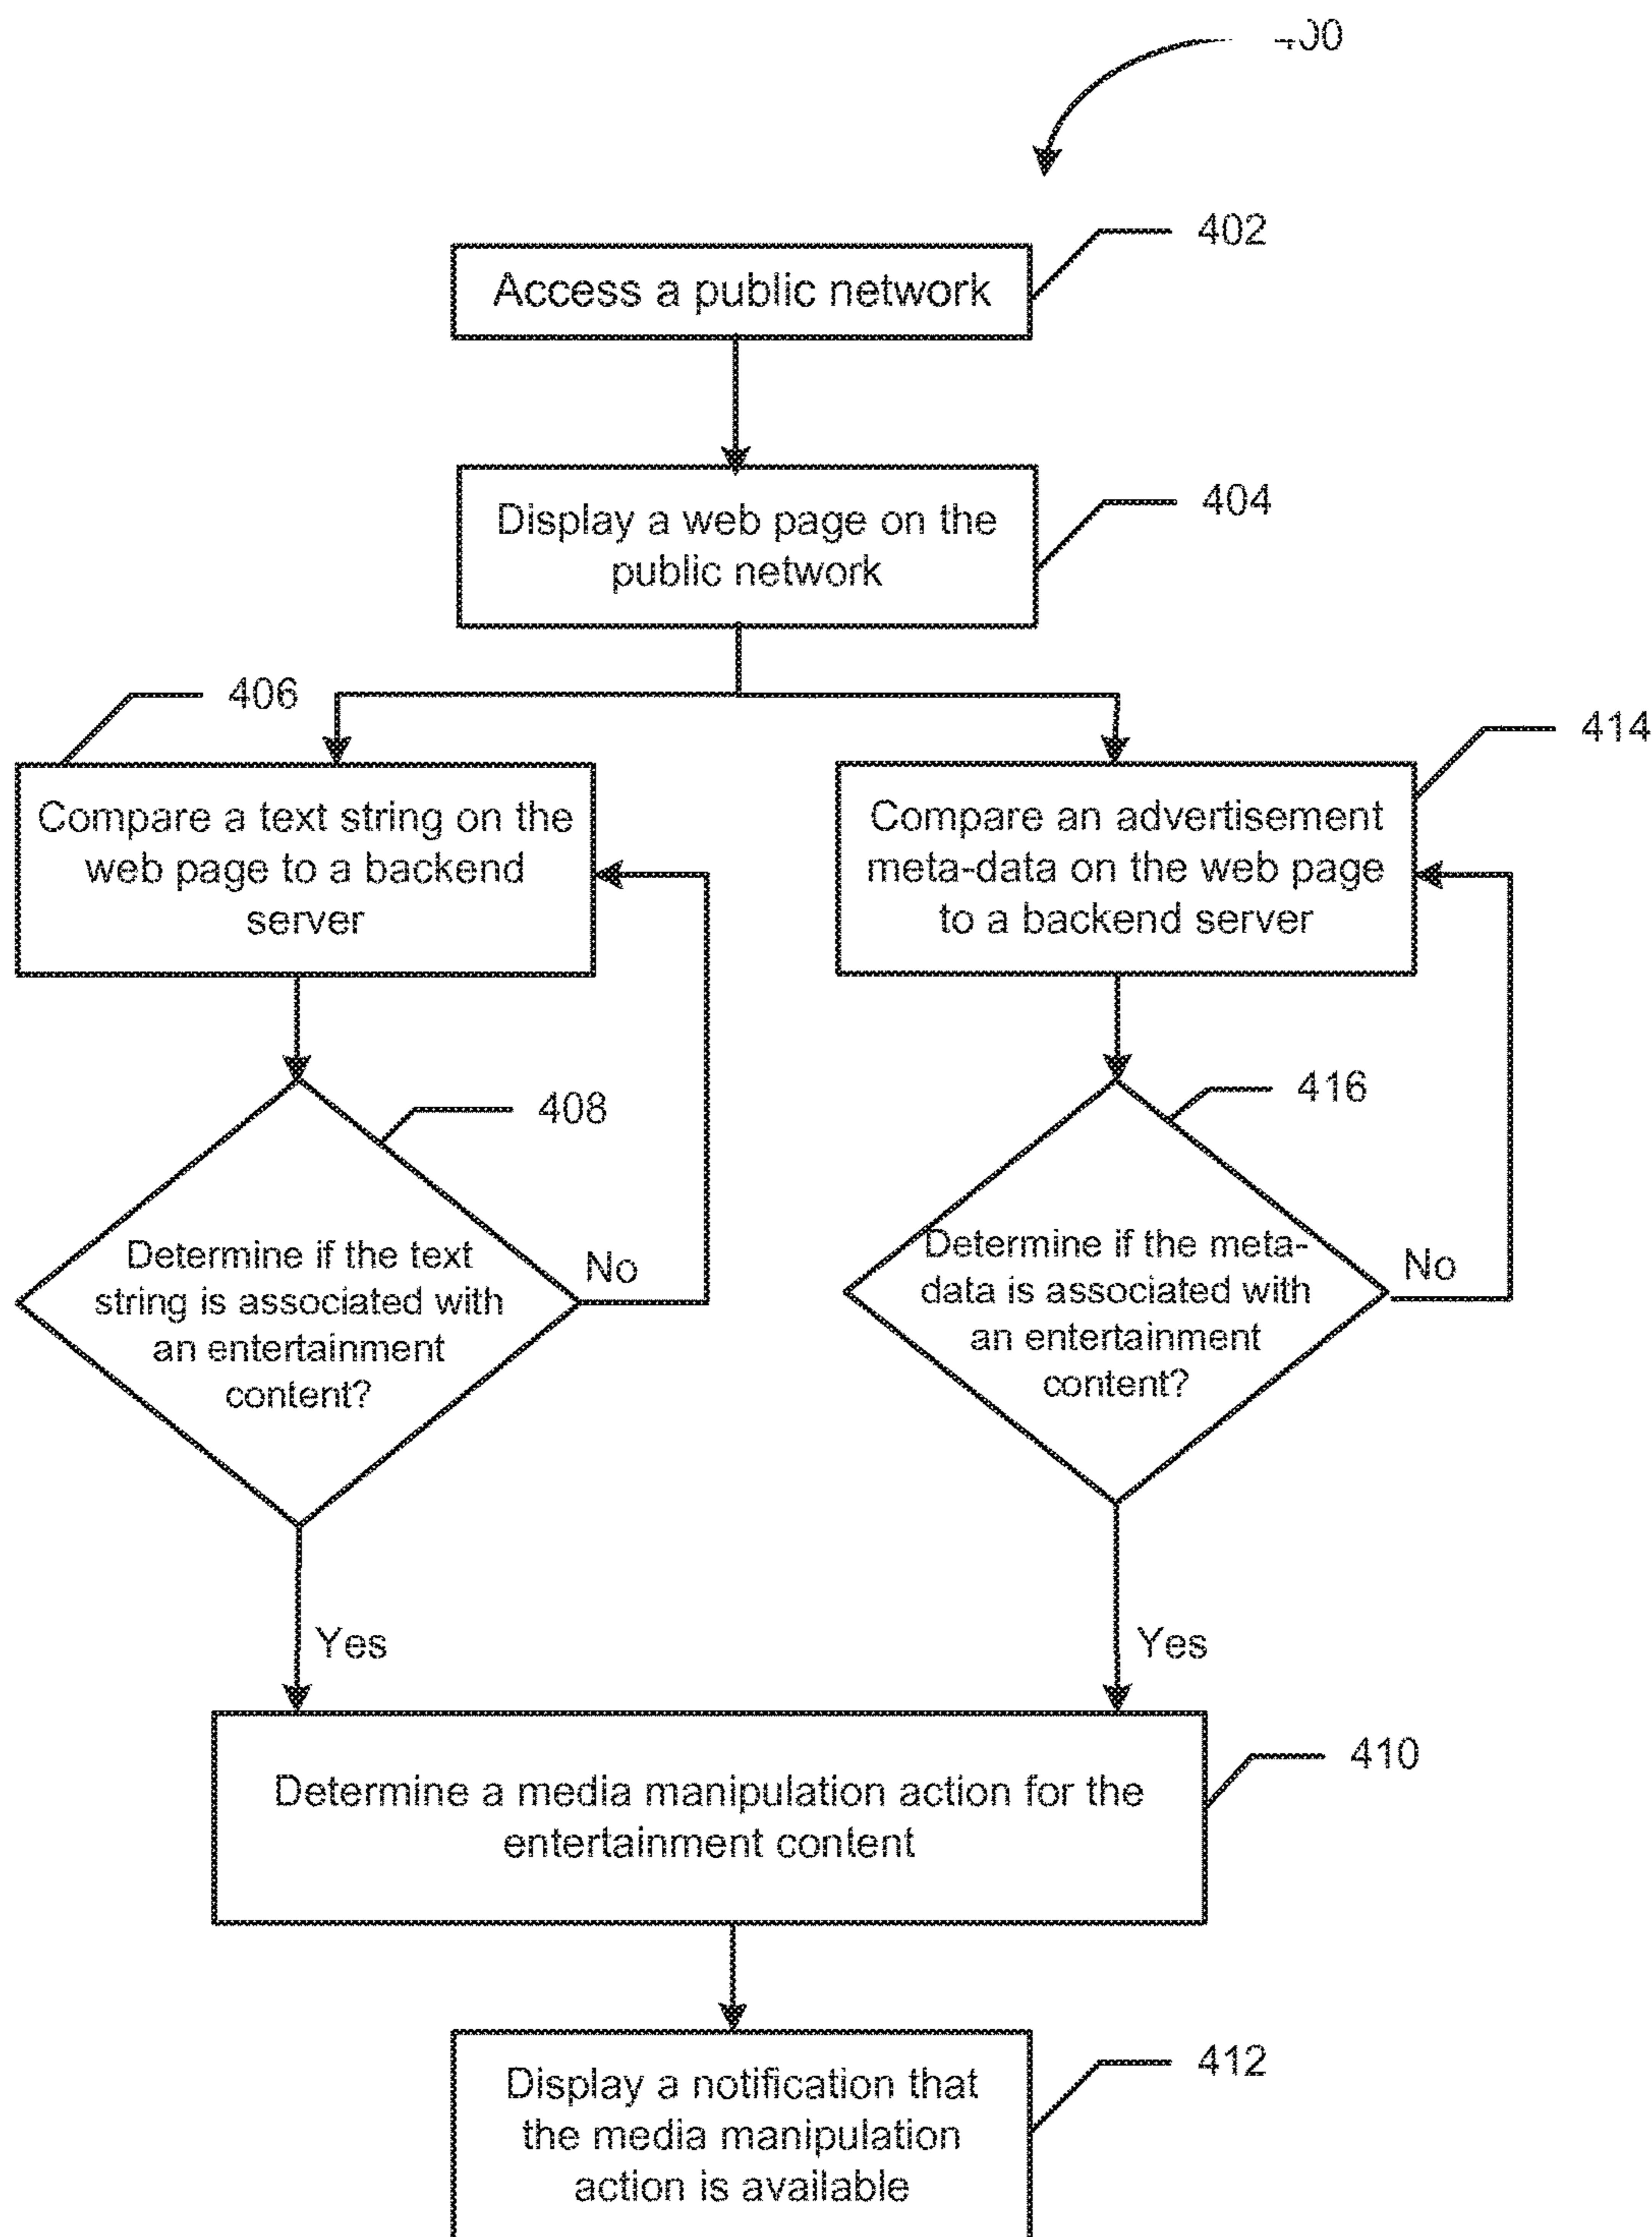 402
Access a public network
404
Display a web page on the
public network
406
414
Compare a text string on the
web page to a backend
server
Compare an advertisement
meta-data on the web page
to a backend server
408
416
Determine if the text
string is associated with
an entertainment
content?
No
Determine if the meta-
data is associated with
an entertainment
content?
No
Yes
Yes
410
Determine a media manipulation action for the
entertainment content
412
Display a notification that
the media manipulation
action is available